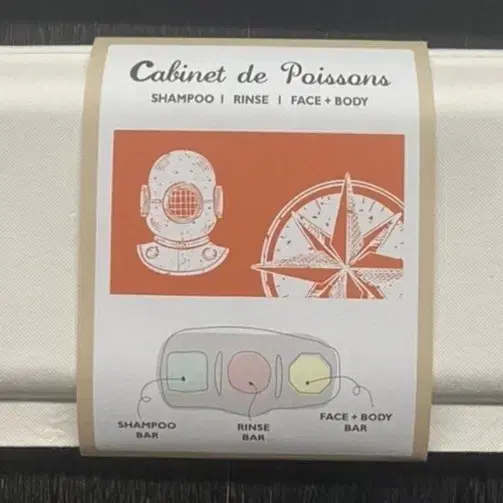 Cabinet de Poissons
SHAMPOO | RINSE | FACE + BODY
SHAMPOO
BAR
RINSE
BAR
FACE + BODY
BAR